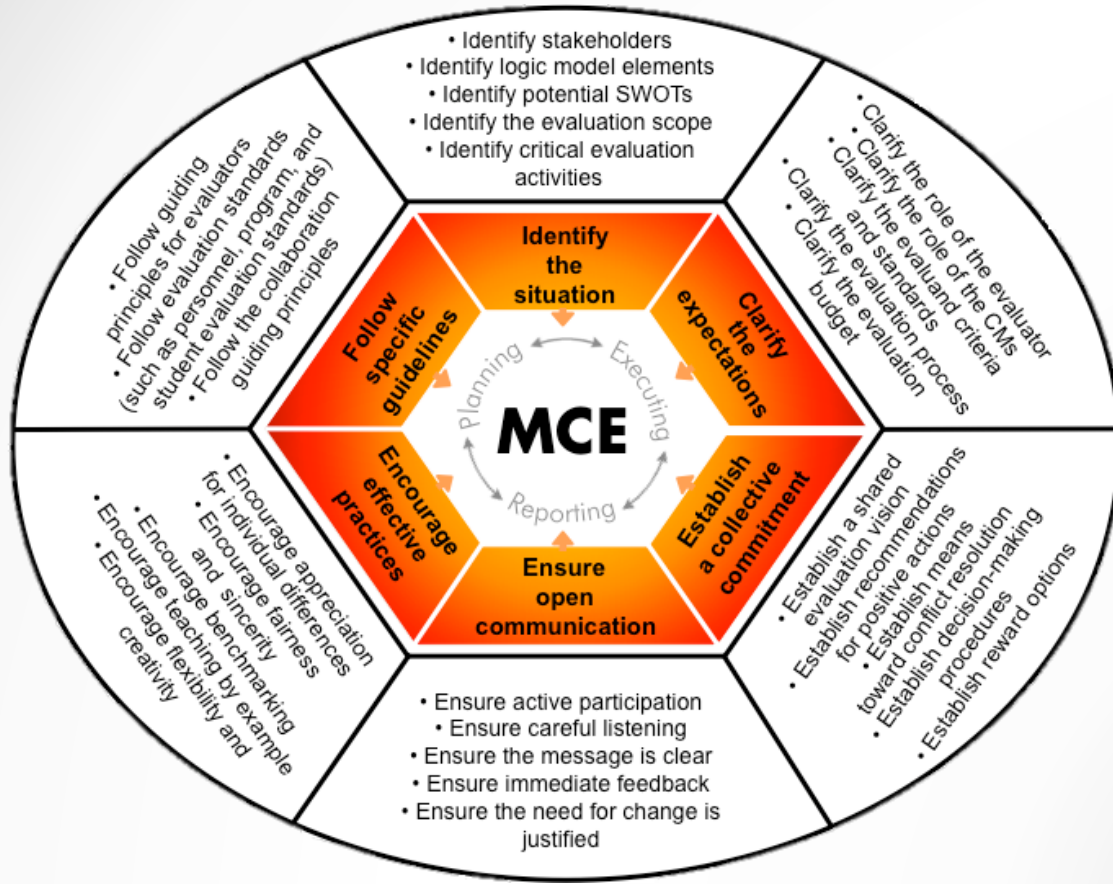 • Identify stakeholders
• Identify logic model elements
• Identify potential SWOTs
• Identify the evaluation scope
• Identify critical evaluation
activities
• Clarify the role of the evaluator
• Clarify the role of the CMs
• Clarify the evaluand criteria
and standards
• Clarify the evaluation process
• Clarify the evaluation
budget
• Establish a shared
evaluation vision
• Establish recommendations
for positive actions
• Establish means
toward conflict resolution
• Establish decision-making
procedures
• Establish reward options
• Ensure active participation
• Ensure careful listening
• Ensure the message is clear
• Ensure immediate feedback
• Ensure the need for change is
justified
• Encourage appreciation
for individual differences
• Encourage fairness
and sincerity
• Encourage benchmarking
• Encourage teaching by example
• Encourage flexibility and
creativity
• Follow guiding
principles for evaluators
• Follow evaluation standards
(such as personnel, program, and
student evaluation standards)
• Follow the collaboration
guiding principles
Identify
the
situation
Clarify
the
expectations
Establish
a collective
commitment
Ensure
open
communication
Encourage
effective
practices
Follow
specific
guidelines
Planning
Executing
Reporting
MCE